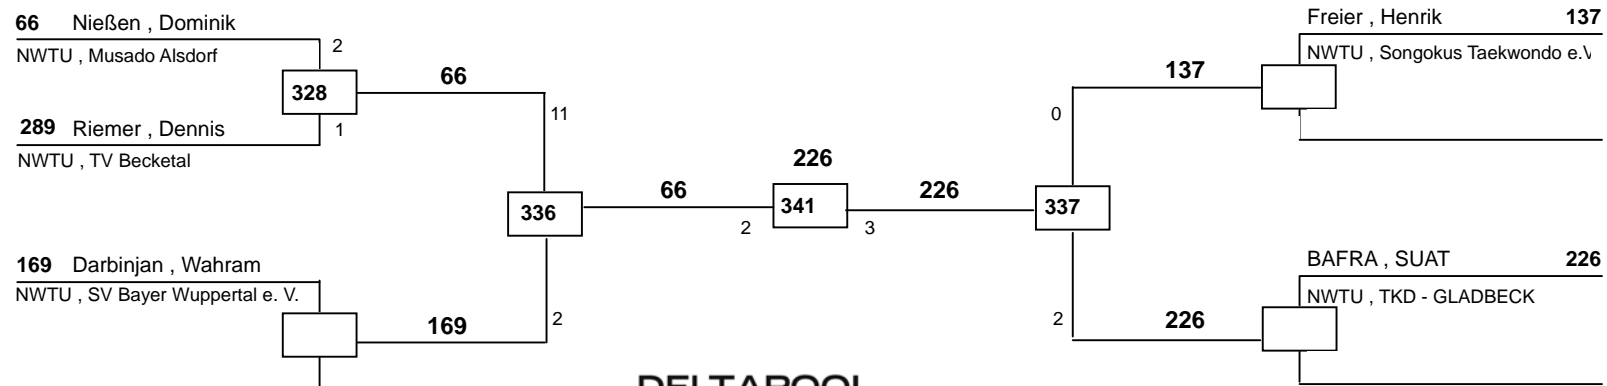 66 Nießen , Dominik
NWTU , Musado Alsdorf
2
328
66
289 Riemer , Dennis
1
NWTU , TV Becketal
11
336
66
2
169 Darbinjan , Wahram
NWTU , SV Bayer Wuppertal e. V.
169
2
226
341
3
226
337
Freier , Henrik 137
NWTU , Songokus Taekwondo e.V
137
0
BAFRA , SUAT 226
NWTU , TKD - GLADBECK
2
226
DELTAPOOL